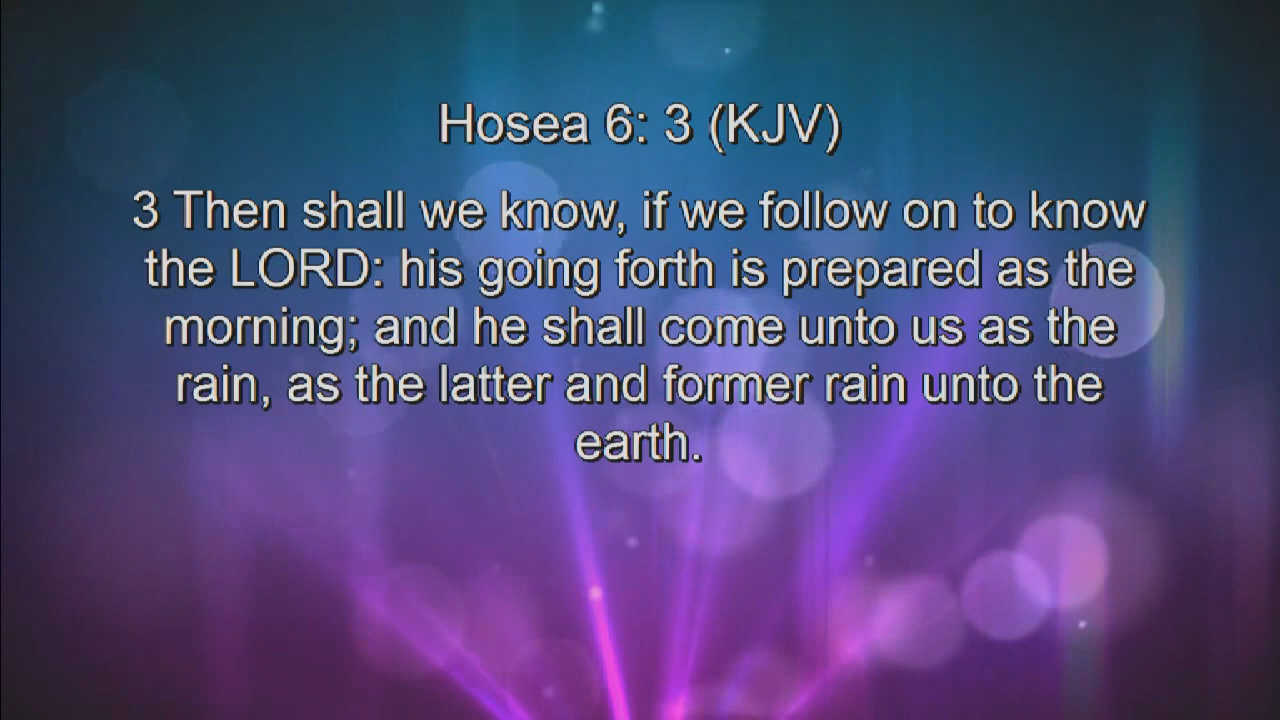 Hosea 6: 3 (KJV)
3 Then shall we know, if we follow on to know
the LORD: his going forth is prepared as the
morning; and he shall come unto us as the
rain, as the latter and former rain unto the
earth.